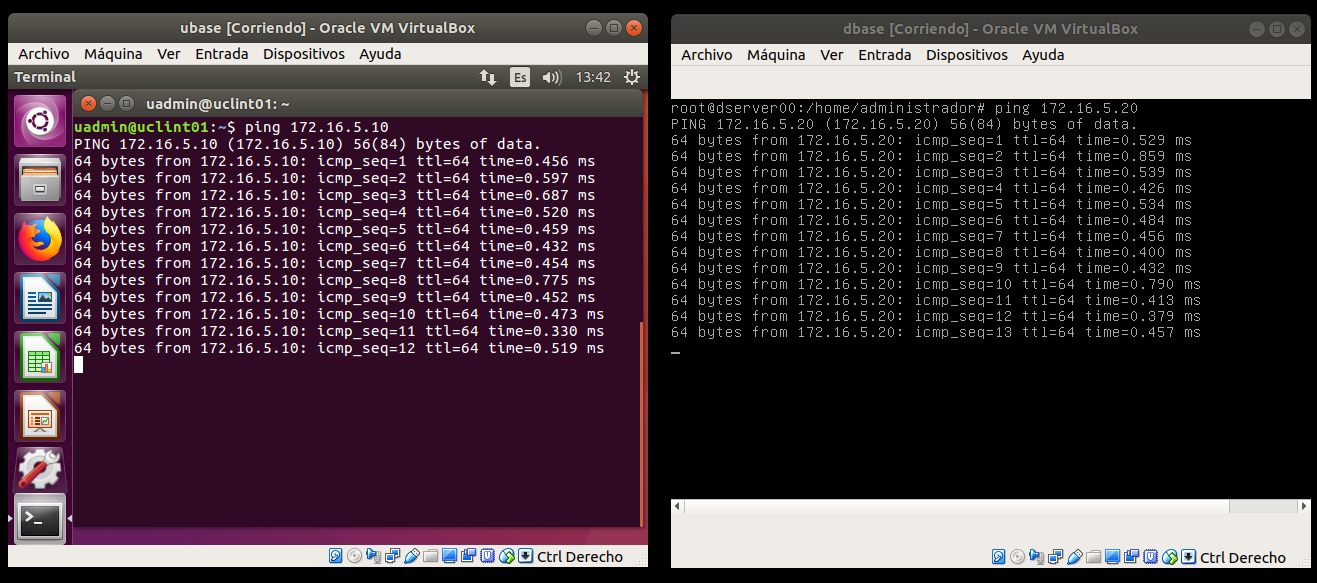 ubase [Corriendo] - Oracle VM VirtualBox
Archivo Máquina Ver Entrada Dispositivos Ayuda
Terminal Es 13:42
uadmin@uclint01: ~
uadmin@uclint01:~$ ping 172.16.5.10
PING 172.16.5.10 (172.16.5.10) 56(84) bytes of data.
64 bytes from 172.16.5.10: icmp_seq=1 ttl=64 time=0.456 ms
64 bytes from 172.16.5.10: icmp_seq=2 ttl=64 time=0.597 ms
64 bytes from 172.16.5.10: icmp_seq=3 ttl=64 time=0.687 ms
64 bytes from 172.16.5.10: icmp_seq=4 ttl=64 time=0.520 ms
64 bytes from 172.16.5.10: icmp_seq=5 ttl=64 time=0.459 ms
64 bytes from 172.16.5.10: icmp_seq=6 ttl=64 time=0.432 ms
64 bytes from 172.16.5.10: icmp_seq=7 ttl=64 time=0.454 ms
64 bytes from 172.16.5.10: icmp_seq=8 ttl=64 time=0.775 ms
64 bytes from 172.16.5.10: icmp_seq=9 ttl=64 time=0.452 ms
64 bytes from 172.16.5.10: icmp_seq=10 ttl=64 time=0.473 ms
64 bytes from 172.16.5.10: icmp_seq=11 ttl=64 time=0.330 ms
64 bytes from 172.16.5.10: icmp_seq=12 ttl=64 time=0.519 ms
Ctrl Derecho
dbase [Corriendo] - Oracle VM VirtualBox
Archivo Máquina Ver Entrada Dispositivos Ayuda
root@dserver00:/home/administrador# ping 172.16.5.20
PING 172.16.5.20 (172.16.5.20) 56(84) bytes of data.
64 bytes from 172.16.5.20: icmp_seq=1 ttl=64 time=0.529 ms
64 bytes from 172.16.5.20: icmp_seq=2 ttl=64 time=0.859 ms
64 bytes from 172.16.5.20: icmp_seq=3 ttl=64 time=0.539 ms
64 bytes from 172.16.5.20: icmp_seq=4 ttl=64 time=0.426 ms
64 bytes from 172.16.5.20: icmp_seq=5 ttl=64 time=0.534 ms
64 bytes from 172.16.5.20: icmp_seq=6 ttl=64 time=0.484 ms
64 bytes from 172.16.5.20: icmp_seq=7 ttl=64 time=0.456 ms
64 bytes from 172.16.5.20: icmp_seq=8 ttl=64 time=0.400 ms
64 bytes from 172.16.5.20: icmp_seq=9 ttl=64 time=0.432 ms
64 bytes from 172.16.5.20: icmp_seq=10 ttl=64 time=0.790 ms
64 bytes from 172.16.5.20: icmp_seq=11 ttl=64 time=0.413 ms
64 bytes from 172.16.5.20: icmp_seq=12 ttl=64 time=0.379 ms
64 bytes from 172.16.5.20: icmp_seq=13 ttl=64 time=0.457 ms
Ctrl Derecho